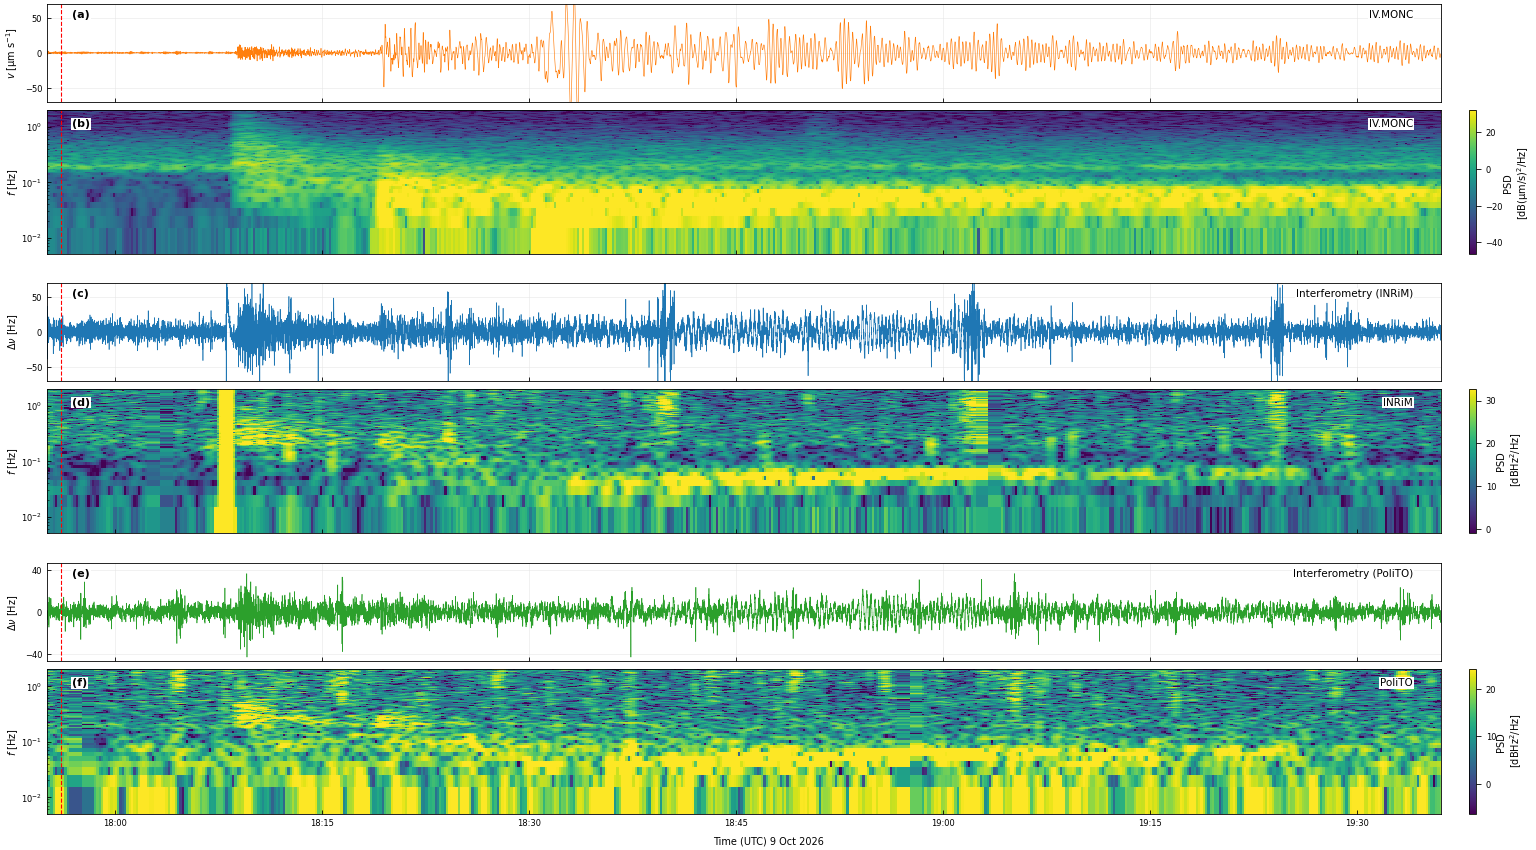 (a) IV.MONC
v [μm s⁻¹]
50
0
−50
(b) IV.MONC
f [Hz]
10⁰
10⁻¹
10⁻²
20
0
−20
−40
PSD
[dB(μm/s)²/Hz]
(c) Interferometry (INRiM)
Δν [Hz]
50
0
−50
(d) INRiM
f [Hz]
10⁰
10⁻¹
10⁻²
30
20
10
0
PSD
[dBHz²/Hz]
(e) Interferometry (PoliTO)
Δν [Hz]
40
0
−40
(f) PoliTO
f [Hz]
10⁰
10⁻¹
10⁻²
20
10
0
PSD
[dBHz²/Hz]
18:00 18:15 18:30 18:45 19:00 19:15 19:30
Time (UTC) 9 Oct 2026